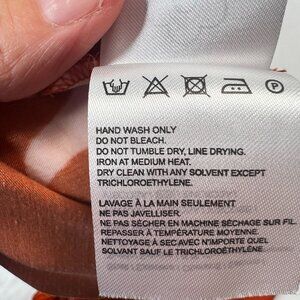 P
HAND WASH ONLY
DO NOT BLEACH.
DO NOT TUMBLE DRY, LINE DRYING.
IRON AT MEDIUM HEAT.
DRY CLEAN WITH ANY SOLVENT EXCEPT
TRICHLOROETHYLENE.
LAVAGE À LA MAIN SEULEMENT
NE PAS JAVELLISER.
NE PAS SÉCHER EN MACHINE SÉCHAGE SUR FIL.
REPASSER À TEMPÉRATURE MOYENNE.
NETTOYAGE À SEC AVEC N'IMPORTE QUEL
SOLVANT SAUF LE TRICHLOROÉTHYLÈNE.